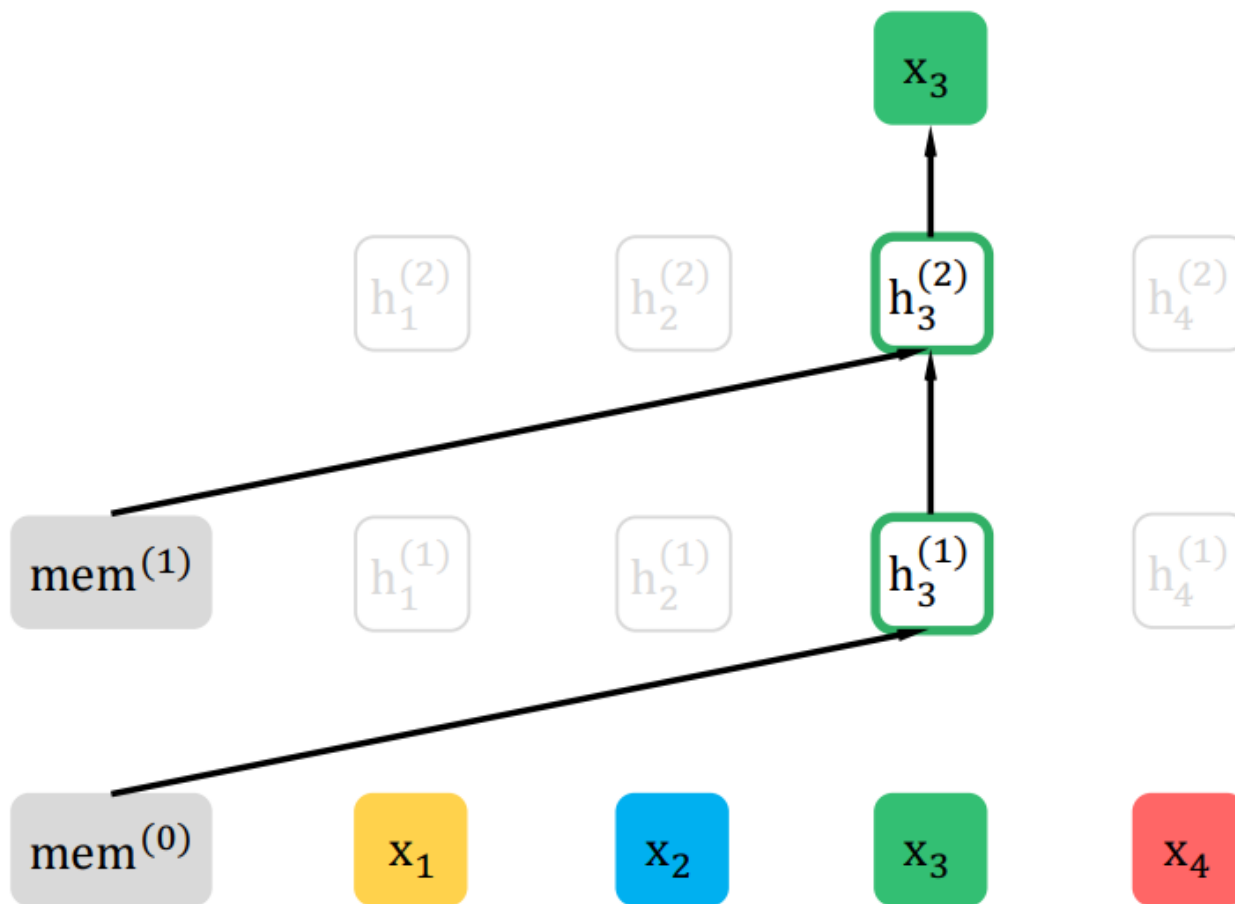 x₃
h₁⁽²⁾ h₂⁽²⁾ h₃⁽²⁾ h₄⁽²⁾
mem⁽¹⁾ h₁⁽¹⁾ h₂⁽¹⁾ h₃⁽¹⁾ h₄⁽¹⁾
mem⁽⁰⁾ x₁ x₂ x₃ x₄